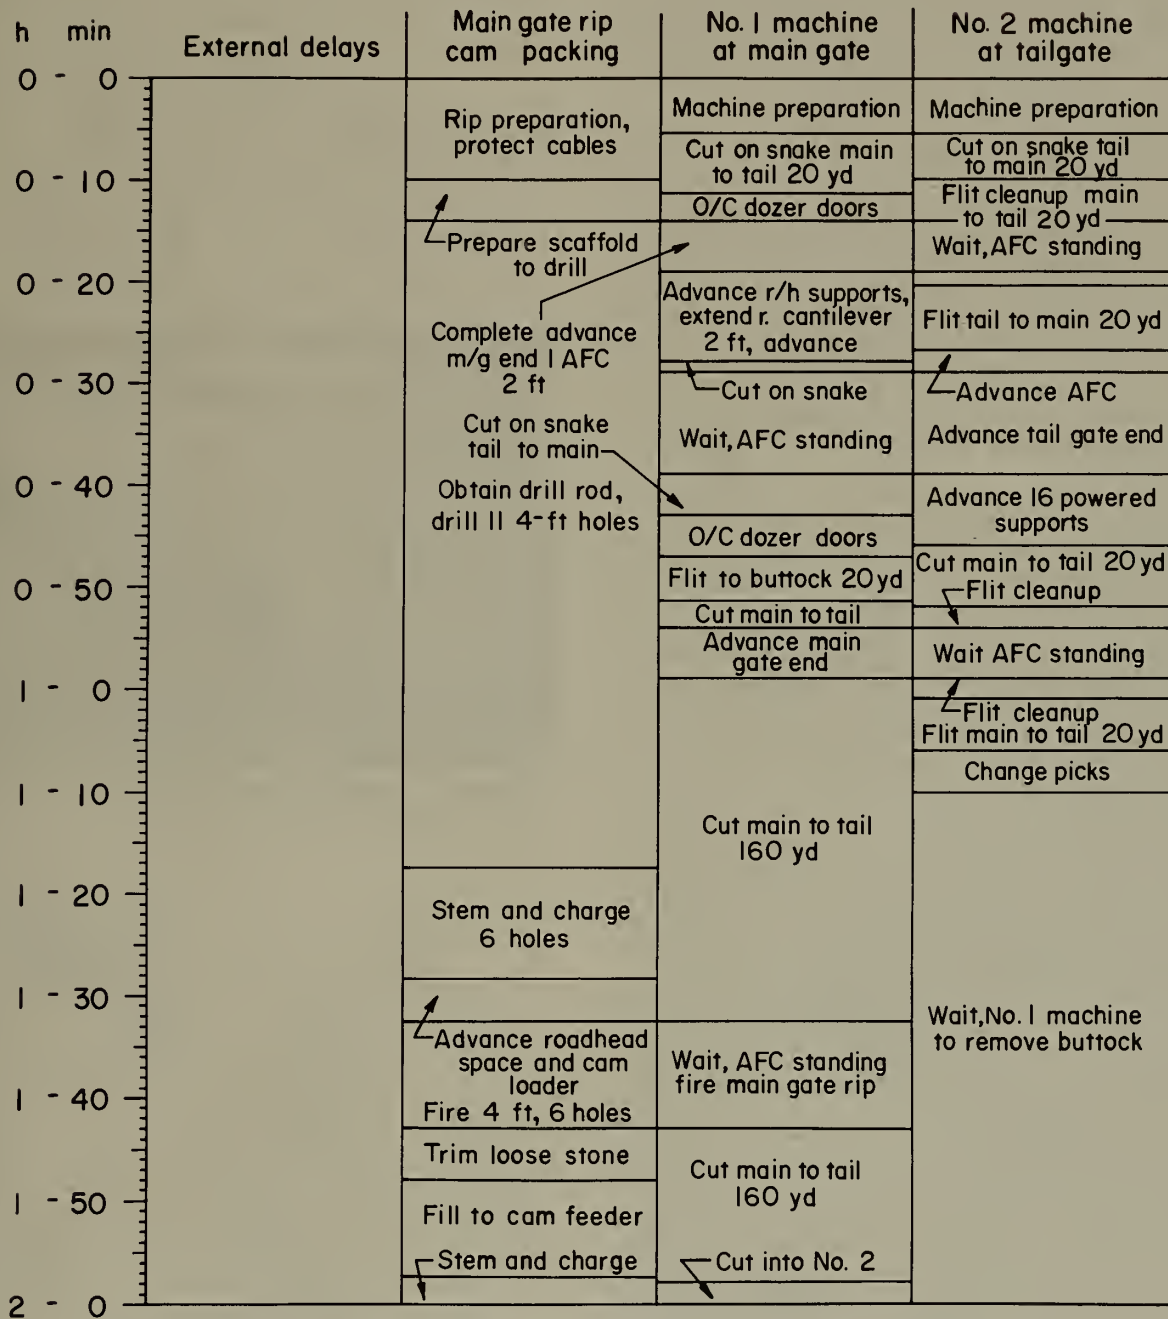 h min
External delays
Main gate rip
cam packing
No. 1 machine
at main gate
No. 2 machine
at tailgate
0 - 0
0 - 10
0 - 20
0 - 30
0 - 40
0 - 50
1 - 0
1 - 10
1 - 20
1 - 30
1 - 40
1 - 50
2 - 0
Rip preparation,
protect cables
Prepare scaffold
to drill
Complete advance
m/g end 1 AFC
2 ft
Cut on snake
tail to main
Obtain drill rod,
drill 11 4-ft holes
Stem and charge
6 holes
Advance roadhead
space and cam
loader
Fire 4 ft, 6 holes
Trim loose stone
Fill to cam feeder
Stem and charge
Machine preparation
Cut on snake main
to tail 20 yd
O/C dozer doors
Advance r/h supports,
extend r. cantilever
2 ft, advance
Cut on snake
Wait, AFC standing
O/C dozer doors
Flit to buttock 20 yd
Cut main to tail
Advance main
gate end
Cut main to tail
160 yd
Wait, AFC standing
fire main gate rip
Cut main to tail
160 yd
Cut into No. 2
Machine preparation
Cut on snake tail
to main 20 yd
Flit cleanup main
to tail 20 yd
Wait, AFC standing
Flit tail to main 20 yd
Advance AFC
Advance tail gate end
Advance 16 powered
supports
Cut main to tail 20 yd
Flit cleanup
Wait AFC standing
Flit cleanup
Flit main to tail 20 yd
Change picks
Wait, No. 1 machine
to remove buttock